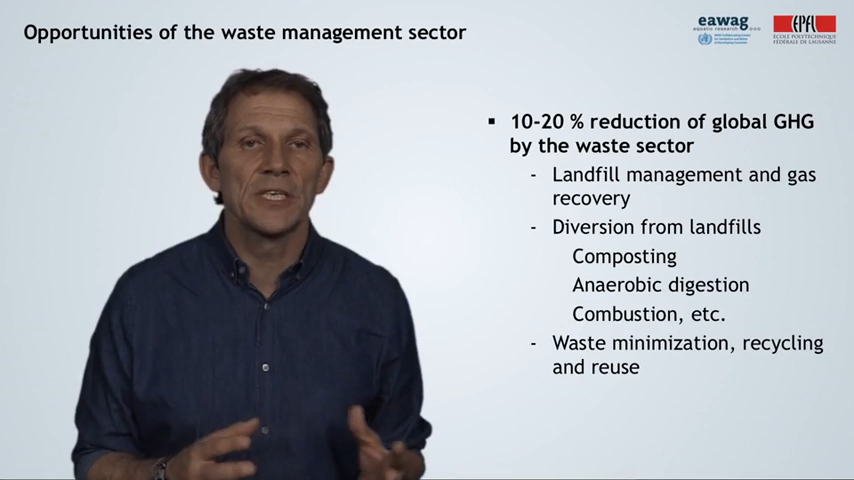 Opportunities of the waste management sector
eawag
aquatic research
EPFL
ÉCOLE POLYTECHNIQUE
FÉDÉRALE DE LAUSANNE
▪ 10-20 % reduction of global GHG
by the waste sector
- Landfill management and gas
recovery
- Diversion from landfills
Composting
Anaerobic digestion
Combustion, etc.
- Waste minimization, recycling
and reuse